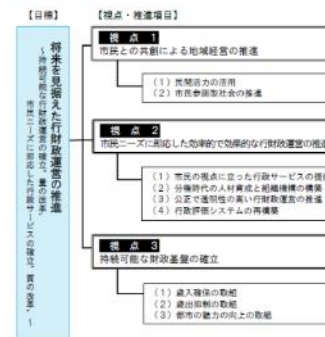 【目標】
【視点・推進項目】
将来を見据えた行財政運営の推進
~持続可能な行財政運営の確立、量の改革、
市民ニーズに即応した行政サービスの確立、質の改革~
視点 1
市民との共創による地域経営の推進
(1)民間活力の活用
(2)市民参画型社会の推進
視点 2
市民ニーズに即応した効率的で効果的な行財政運営の推進
(1)市民の視点に立った行政サービスの提供
(2)分権時代の人材育成と組織機構の構築
(3)公正で透明性の高い行財政運営の推進
(4)行政評価システムの再構築
視点 3
持続可能な財政基盤の確立
(1)歳入確保の取組
(2)歳出抑制の取組
(3)都市の魅力の向上の取組